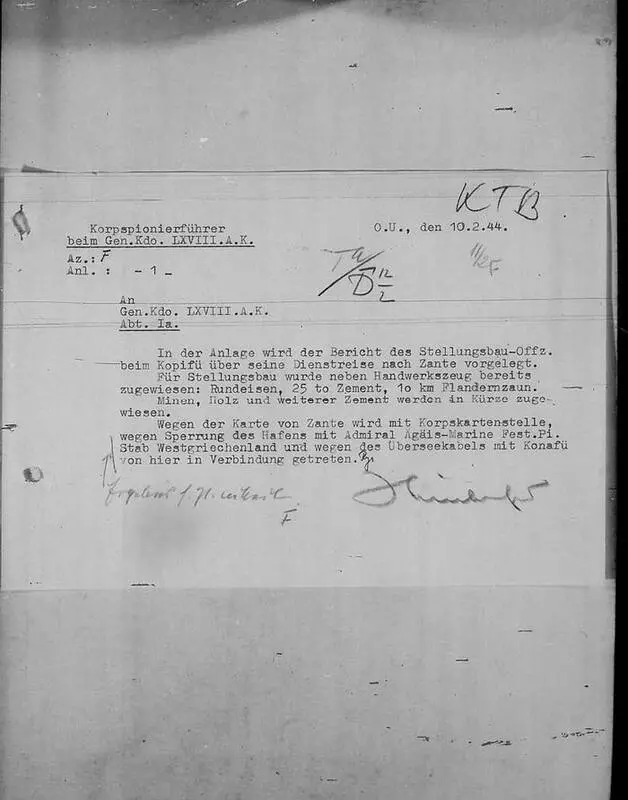 KTB
Korpspionierführer
beim Gen.Kdo. LXVIII.A.K.
O.U., den 10.2.44.
Az.: F
Anl. : - 1 -
Ia
12
2
An
Gen.Kdo. LXVIII.A.K.
Abt. Ia.
In der Anlage wird der Bericht des Stellungsbau-Offz.
beim Kopifü über seine Dienstreise nach Zante vorgelegt.
Für Stellungsbau wurde neben Handwerkszeug bereits
zugewiesen: Rundeisen, 25 to Zement, 1o km Flandernzaun.
Minen, Holz und weiterer Zement werden in Kürze zuge-
wiesen.
Wegen der Karte von Zante wird mit Korpskartenstelle,
wegen Sperrung des Hafens mit Admiral Ägäis-Marine Fest.Pi.
Stab Westgriechenland und wegen des Überseekabels mit Konafü
von hier in Verbindung getreten.
F